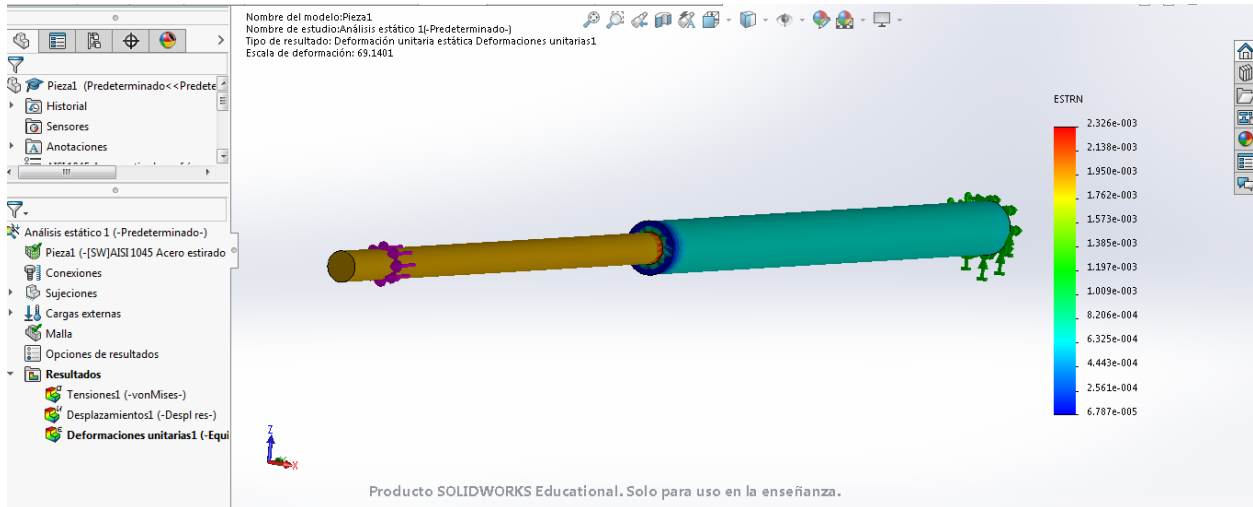 Nombre del modelo:Pieza1
Nombre de estudio:Análisis estático 1(-Predeterminado-)
Tipo de resultado: Deformación unitaria estática Deformaciones unitarias1
Escala de deformación: 69.1401
Pieza1 (Predeterminado<<Predete
Historial
Sensores
Anotaciones
Análisis estático 1 (-Predeterminado-)
Pieza1 (-[SW]AISI 1045 Acero estirado
Conexiones
Sujeciones
Cargas externas
Malla
Opciones de resultados
Resultados
Tensiones1 (-vonMises-)
Desplazamientos1 (-Despl res-)
Deformaciones unitarias1 (-Equi
ESTRN
2.326e-003
2.138e-003
1.950e-003
1.762e-003
1.573e-003
1.385e-003
1.197e-003
1.009e-003
8.206e-004
6.325e-004
4.443e-004
2.561e-004
6.787e-005
Z
X
Producto SOLIDWORKS Educational. Solo para uso en la enseñanza.